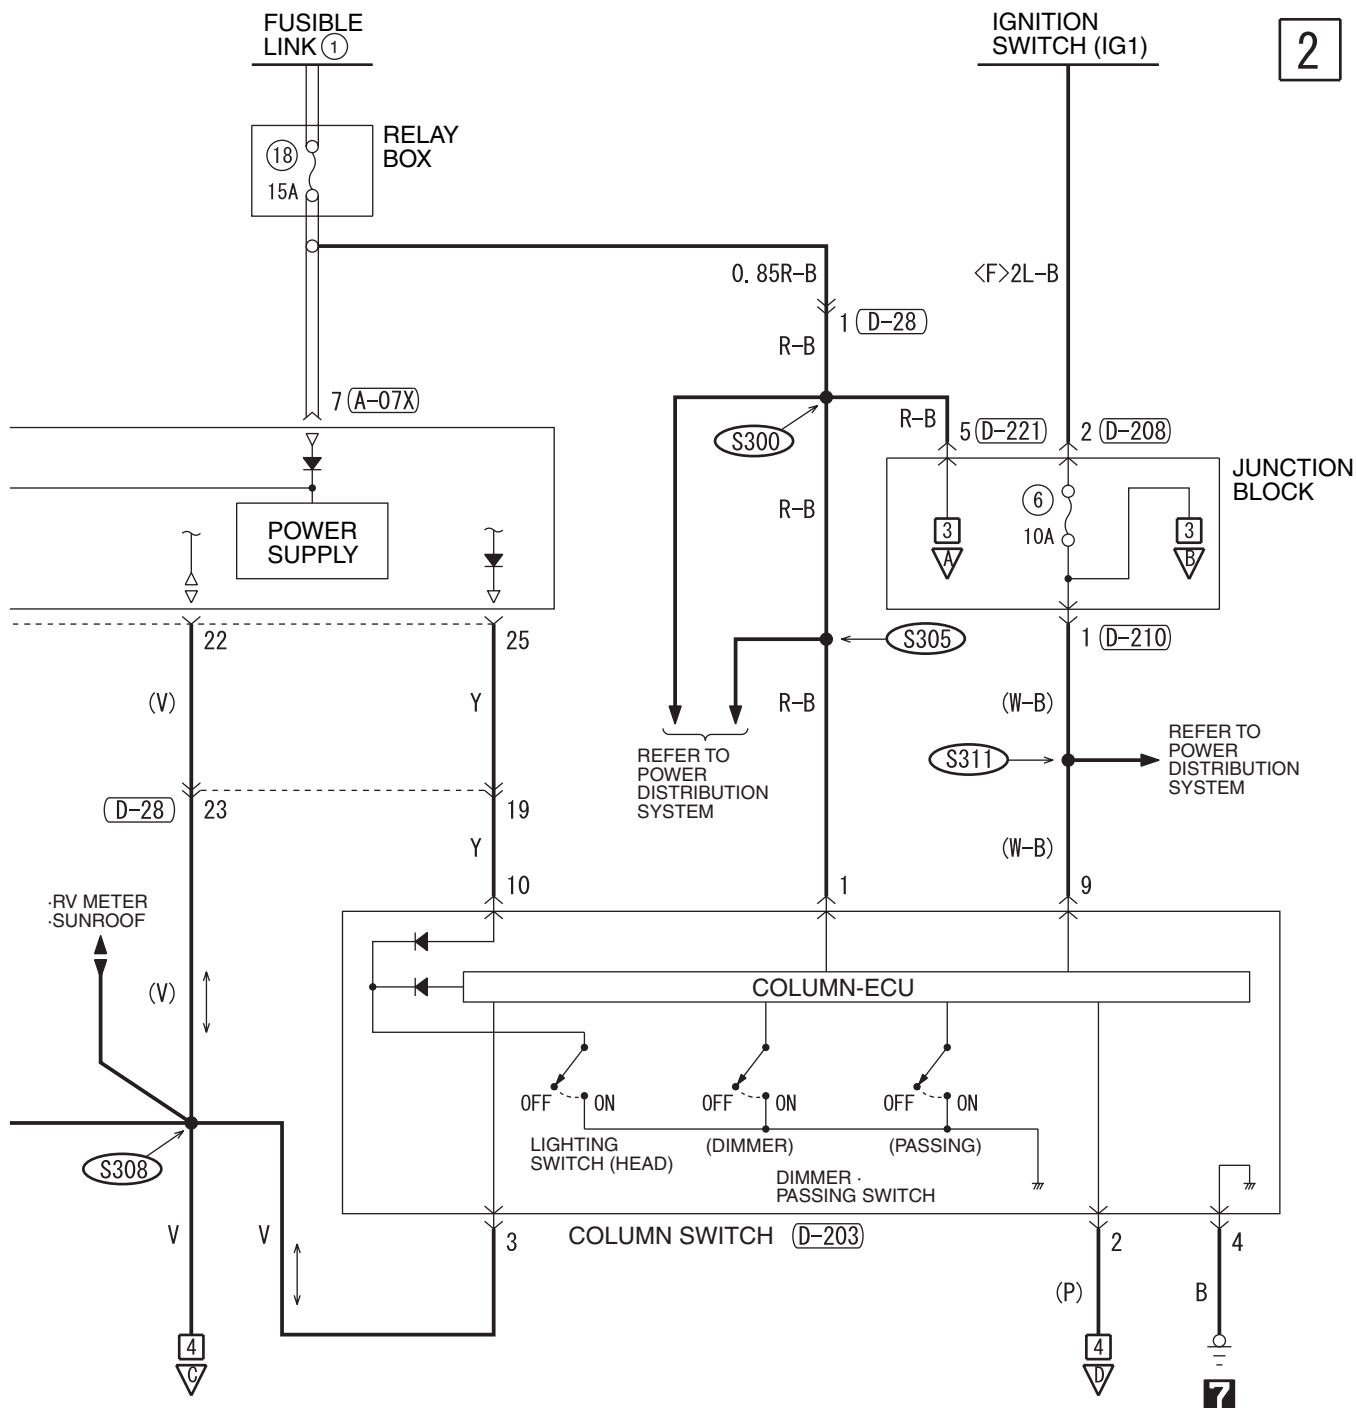 FUSIBLE
LINK 1
IGNITION
SWITCH (IG1)
2
RELAY
BOX
18
15A
0.85R-B
<F>2L-B
1 D-28
R-B
7 A-07X
R-B
S300
5 D-221
2 D-208
JUNCTION
BLOCK
R-B
6
10A
3
A
3
B
POWER
SUPPLY
22
25
S305
1 D-210
(V)
Y
R-B
(W-B)
REFER TO
POWER
DISTRIBUTION
SYSTEM
S311
REFER TO
POWER
DISTRIBUTION
SYSTEM
D-28
23
19
Y
(W-B)
10
1
9
·RV METER
·SUNROOF
(V)
COLUMN-ECU
OFF ON
OFF ON
OFF ON
LIGHTING
SWITCH (HEAD)
(DIMMER)
(PASSING)
DIMMER ·
PASSING SWITCH
S308
V
V
3
COLUMN SWITCH D-203
2
4
(P)
B
4
C
4
D
7